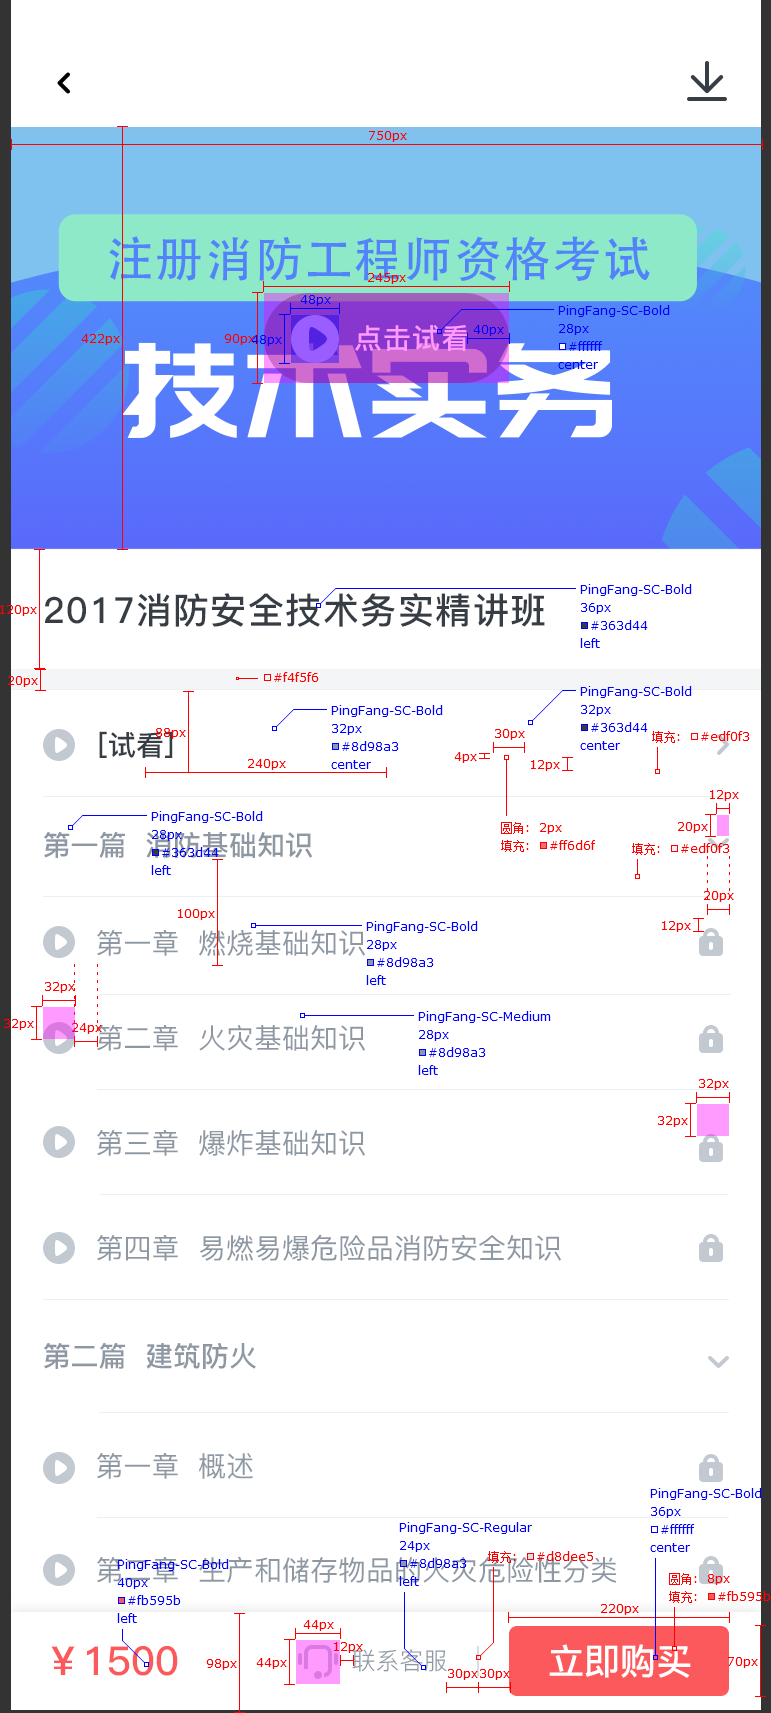 750px
注册消防工程师资格考试
245px
48px
PingFang-SC-Bold
28px
#ffffff
center
422px
90px
48px
点击试看
40px
技术实务
120px
2017消防安全技术务实精讲班
PingFang-SC-Bold
36px
#363d44
left
20px
#f4f5f6
88px
[试看]
PingFang-SC-Bold
32px
#8d98a3
center
240px
PingFang-SC-Bold
32px
#363d44
center
30px
4px
12px
填充: #edf0f3
圆角: 2px
填充: #ff6d6f
12px
20px
填充: #edf0f3
20px
PingFang-SC-Bold
28px
#363d44
left
第一篇 消防基础知识
100px
第一章 燃烧基础知识
PingFang-SC-Bold
28px
#8d98a3
left
12px
32px
32px
24px
第二章 火灾基础知识
PingFang-SC-Medium
28px
#8d98a3
left
32px
32px
第三章 爆炸基础知识
第四章 易燃易爆危险品消防安全知识
第二篇 建筑防火
第一章 概述
第二章 生产和储存物品的火灾危险性分类
PingFang-SC-Bold
40px
#fb595b
left
PingFang-SC-Regular
24px
#8d98a3
left
填充: #d8dee5
PingFang-SC-Bold
36px
#ffffff
center
圆角: 8px
填充: #fb595b
220px
¥1500
98px
44px
44px
12px
联系客服
30px
30px
立即购买
70px